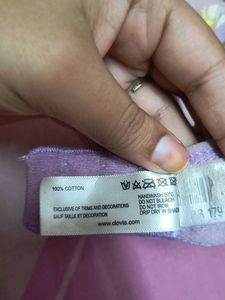 100% COTTON
EXCLUSIVE OF TRIMS AND DECORATIONS
SAUF TAILLE ET DECORATION
HANDWASH 30°C
DO NOT BLEACH
DO NOT IRON
DRIP DRY IN SHADE
www.clovia.com
179